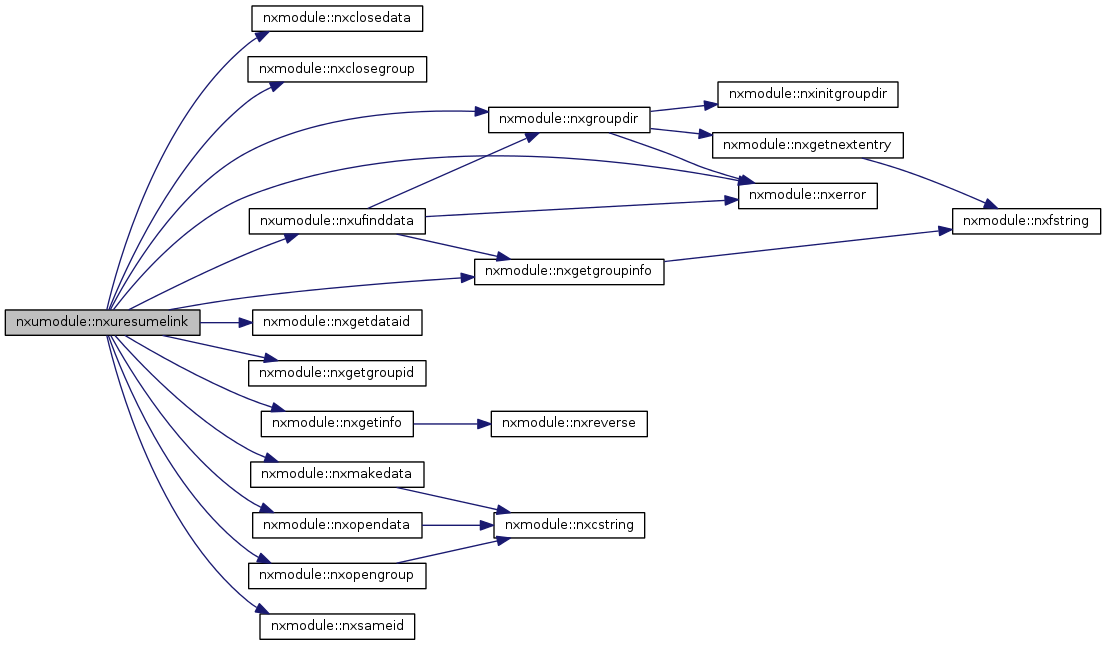 nxmodule::nxclosedata
nxmodule::nxclosegroup
nxmodule::nxinitgroupdir
nxmodule::nxgroupdir
nxmodule::nxgetnextentry
nxmodule::nxerror
numodule::nxufinddata
nxmodule::nxfstring
nxmodule::nxgetgroupinfo
nxumodule::nxuresumelink
nxmodule::nxgetdataid
nxmodule::nxgetgroupid
nxmodule::nxgetinfo
nxmodule::nxreverse
nxmodule::nxmakedata
nxmodule::nxopendata
nxmodule::nxcstring
nxmodule::nxopengroup
nxmodule::nxsameid